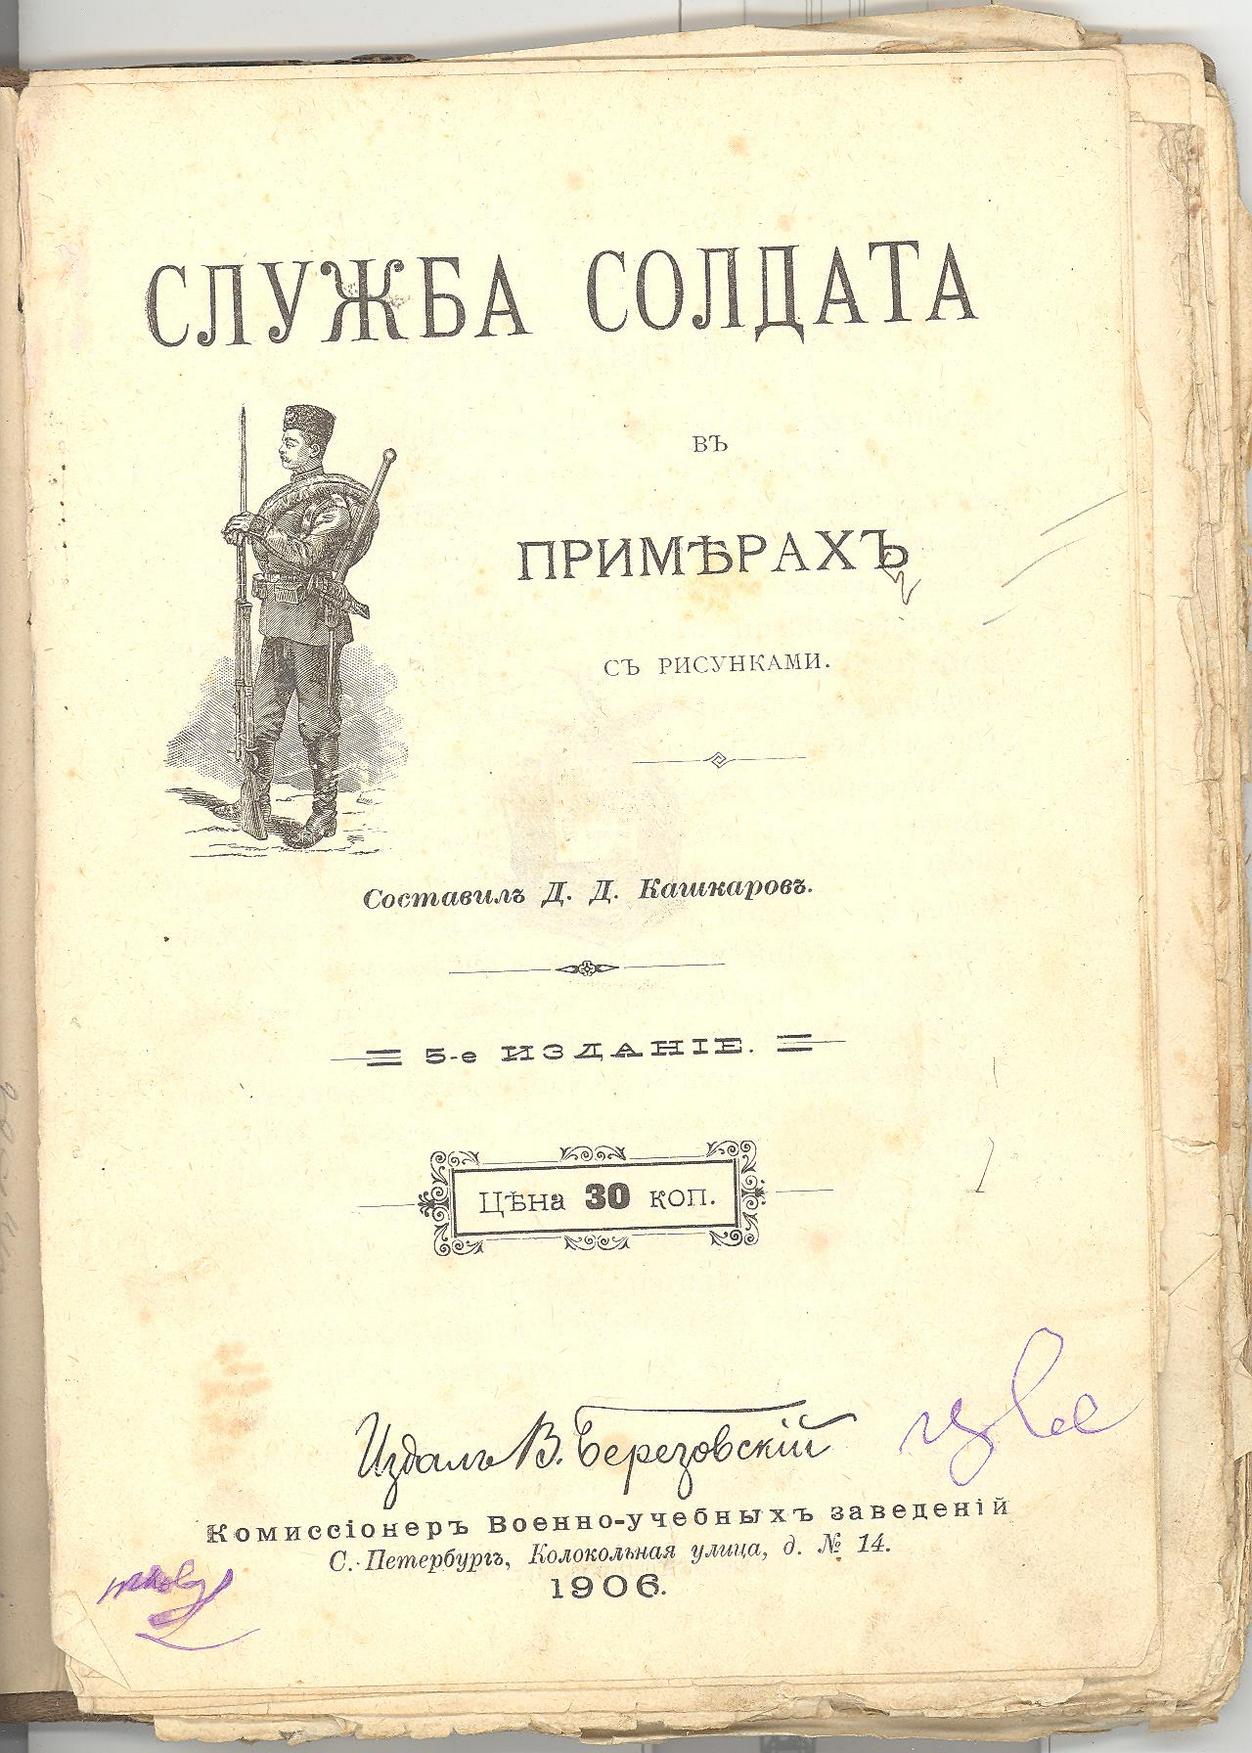 СЛУЖБА СОЛДАТА
ВЪ
ПРИМѢРАХЪ
СЪ РИСУНКАМИ.
Составилъ Д. Д. Кашкаровъ.
5-е ИЗДАНІЕ.
Цѣна 30 коп.
Издалъ В. Березовскій
Комиссіонеръ Военно-учебныхъ заведеній
С.-Петербургъ, Колокольная улица, д. № 14.
1906.